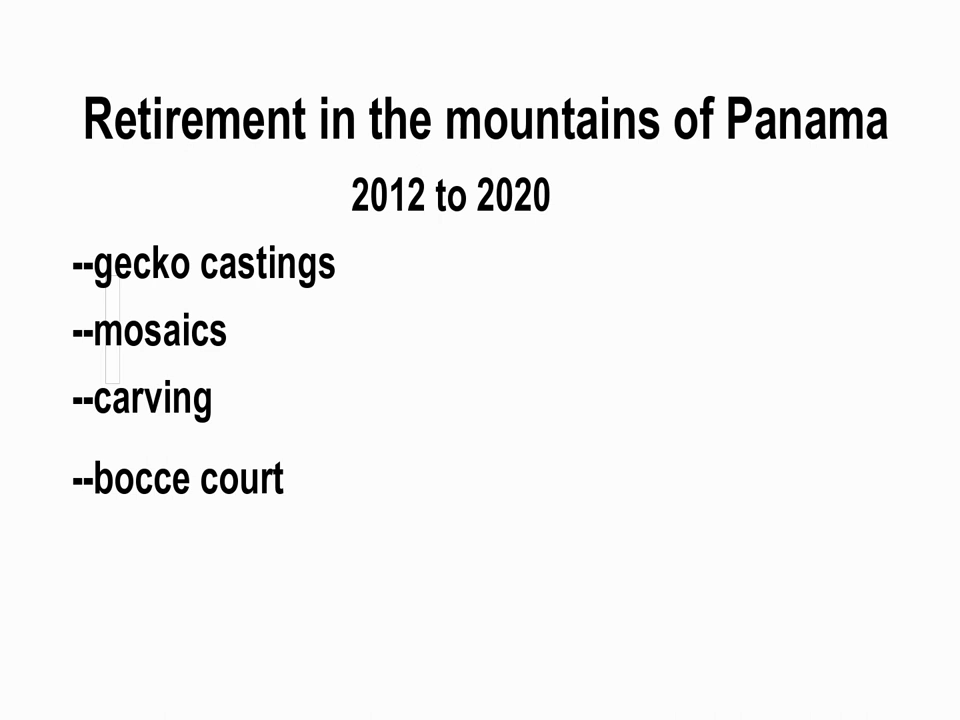 Retirement in the mountains of Panama
2012 to 2020
--gecko castings
--mosaics
--carving
--bocce court